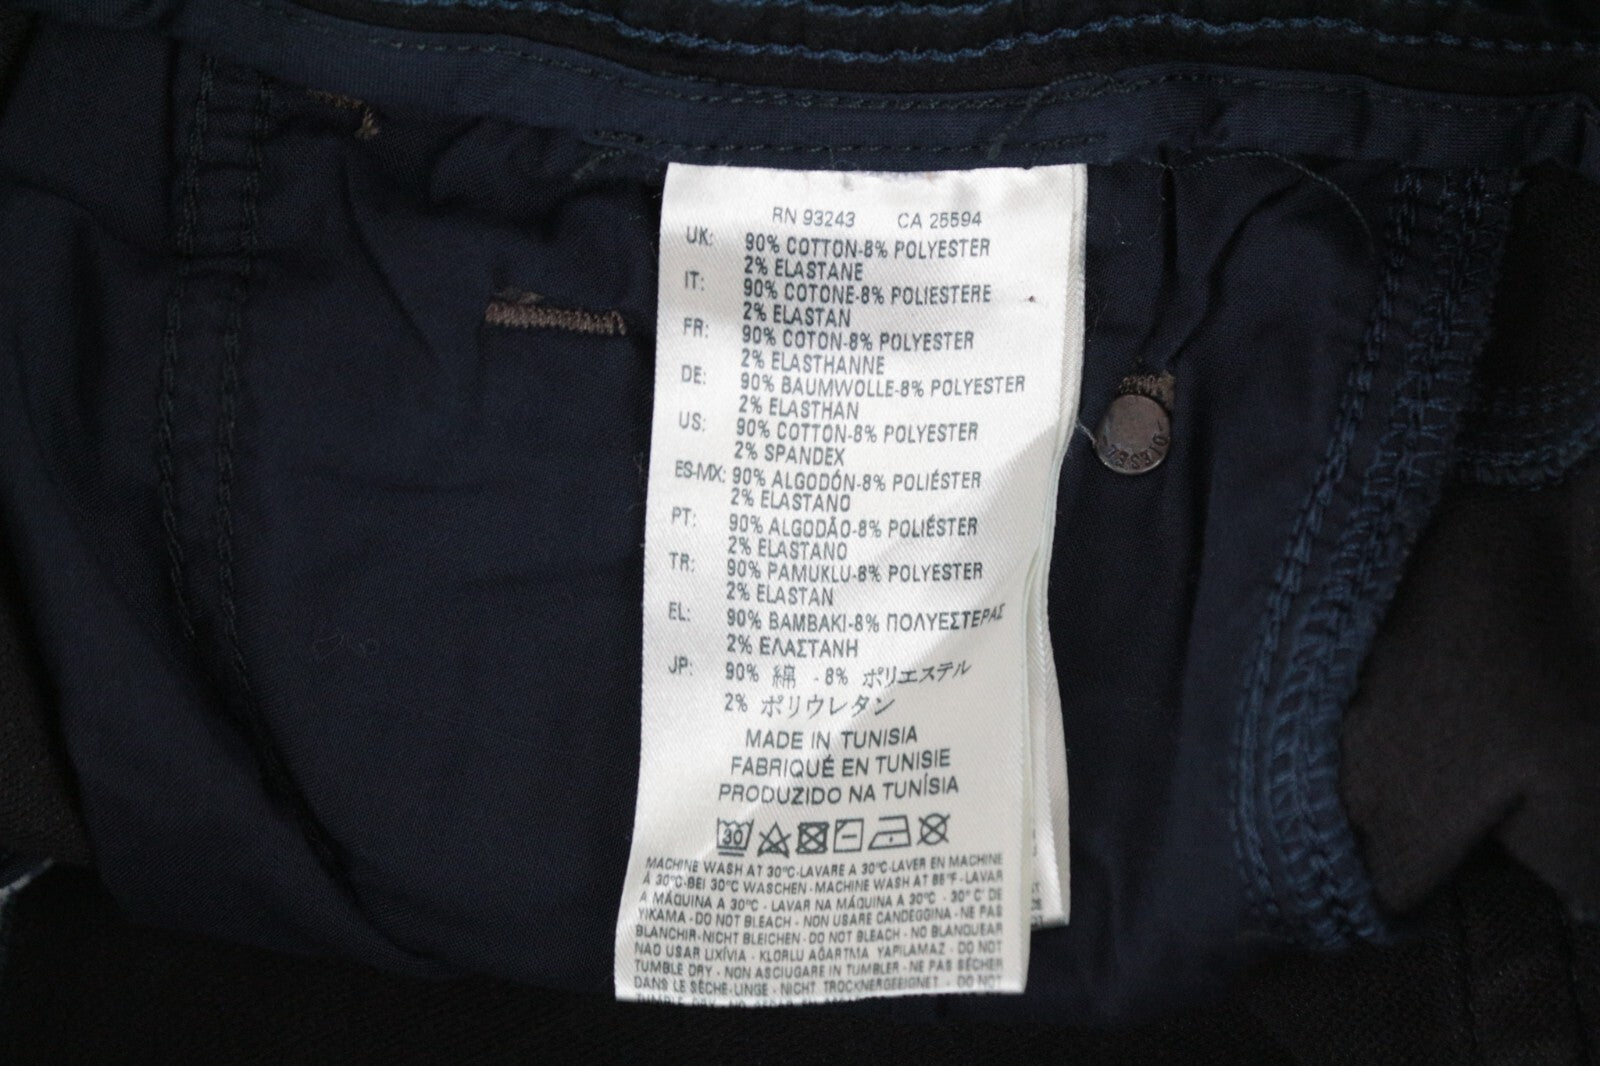 RN 93243 CA 25594
UK: 90% COTTON-8% POLYESTER
2% ELASTANE
IT: 90% COTONE-8% POLIESTERE
2% ELASTAN
FR: 90% COTON-8% POLYESTER
2% ELASTHANNE
DE: 90% BAUMWOLLE-8% POLYESTER
2% ELASTHAN
US: 90% COTTON-8% POLYESTER
2% SPANDEX
ES-MX: 90% ALGODÓN-8% POLIÉSTER
2% ELASTANO
PT: 90% ALGODÃO-8% POLIÉSTER
2% ELASTANO
TR: 90% PAMUKLU-8% POLYESTER
2% ELASTAN
EL: 90% BAMBAKI-8% ΠΟΛΥΕΣΤΕΡΑΣ
2% ΕΛΑΣΤΑΝΗ
JP: 90% 綿 - 8% ポリエステル
2% ポリウレタン
MADE IN TUNISIA
FABRIQUÉ EN TUNISIE
PRODUZIDO NA TUNÍSIA
30
MACHINE WASH AT 30°C-LAVARE A 30°C-LAVER EN MACHINE
À 30°C-BEI 30°C WASCHEN - MACHINE WASH AT 86°F - LAVAR
A MÁQUINA A 30°C - LAVAR NA MÁQUINA A 30°C - 30°C' DE
YIKAMA - DO NOT BLEACH - NON USARE CANDEGGINA - NE PAS
BLANCHIR-NICHT BLEICHEN - DO NOT BLEACH - NO BLANQUEAR
NAO USAR LIXÍVIA - KLORLU AĞARTMA YAPILAMAZ - DO NOT
TUMBLE DRY - NON ASCIUGARE IN TUMBLER - NE PAS SÉCHER
DANS LE SÈCHE-LINGE - NICHT TROCKNERGEEIGNET - DO NOT
TUMBLE DRY
DIESEL